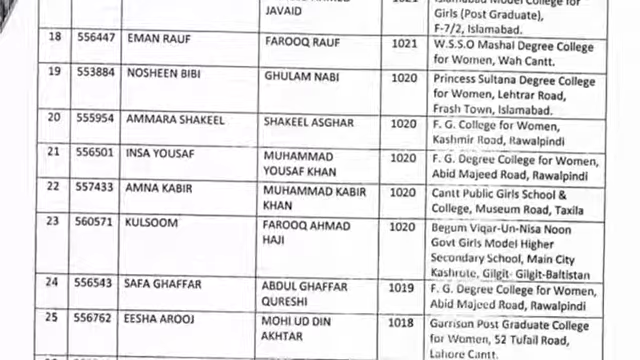 JAVAID
Girls (Post Graduate),
F-7/2, Islamabad.
18 556447 EMAN RAUF FAROOQ RAUF 1021 W.S.S.O Mashal Degree College
for Women, Wah Cantt.
19 553884 NOSHEEN BIBI GHULAM NABI 1020 Princess Sultana Degree College
for Women, Lehtrar Road,
Frash Town, Islamabad.
20 555954 AMMARA SHAKEEL SHAKEEL ASGHAR 1020 F. G. College for Women,
Kashmir Road, Rawalpindi
21 556501 INSA YOUSAF MUHAMMAD 1020 F. G. Degree College for Women,
YOUSAF KHAN Abid Majeed Road, Rawalpindi
22 557433 AMNA KABIR MUHAMMAD KABIR 1020 Cantt Public Girls School &
KHAN College, Museum Road, Taxila
23 560571 KULSOOM FAROOQ AHMAD 1020 Begum Viqar-Un-Nisa Noon
HAJI Govt Girls Model Higher
Secondary School, Main City
Kashrote, Gilgit- Gilgit-Baltistan
24 556543 SAFA GHAFFAR ABDUL GHAFFAR 1019 F. G. Degree College for Women,
QURESHI Abid Majeed Road, Rawalpindi
25 556762 EESHA AROOJ MOHI UD DIN 1018 Garrison Post Graduate College
AKHTAR for Women, 52 Tufail Road,
Lahore Cantt.